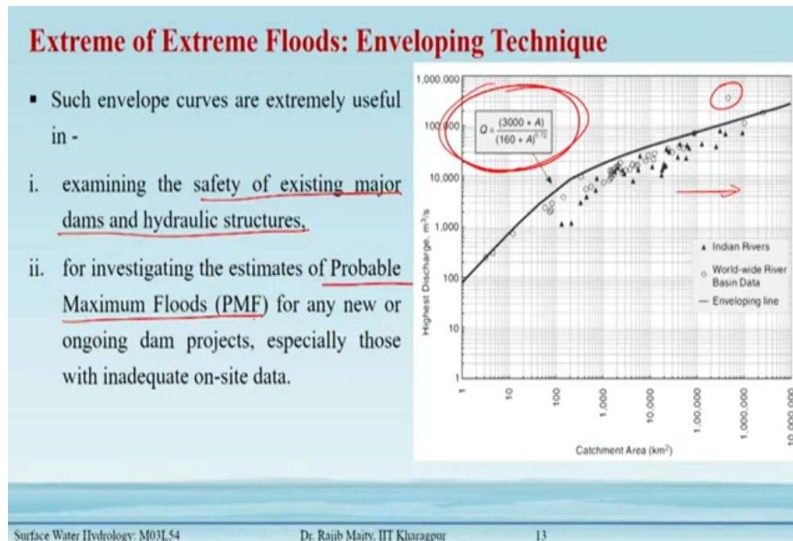 Extreme of Extreme Floods: Enveloping Technique
▪ Such envelope curves are extremely useful
in -
i. examining the safety of existing major
dams and hydraulic structures,
ii. for investigating the estimates of Probable
Maximum Floods (PMF) for any new or
ongoing dam projects, especially those
with inadequate on-site data.
Highest Discharge, m³/s
1,000,000
100,000
10,000
1,000
100
10
1
Q = (3000 + A) / (160 + A)
Indian Rivers
World-wide River
Basin Data
Enveloping line
1
10
100
1,000
10,000
1,00,000
1,000,000
10,000,000
Catchment Area (km²)
Surface Water Hydrology: M03L54
Dr. Rajib Maity, IIT Kharagpur
13